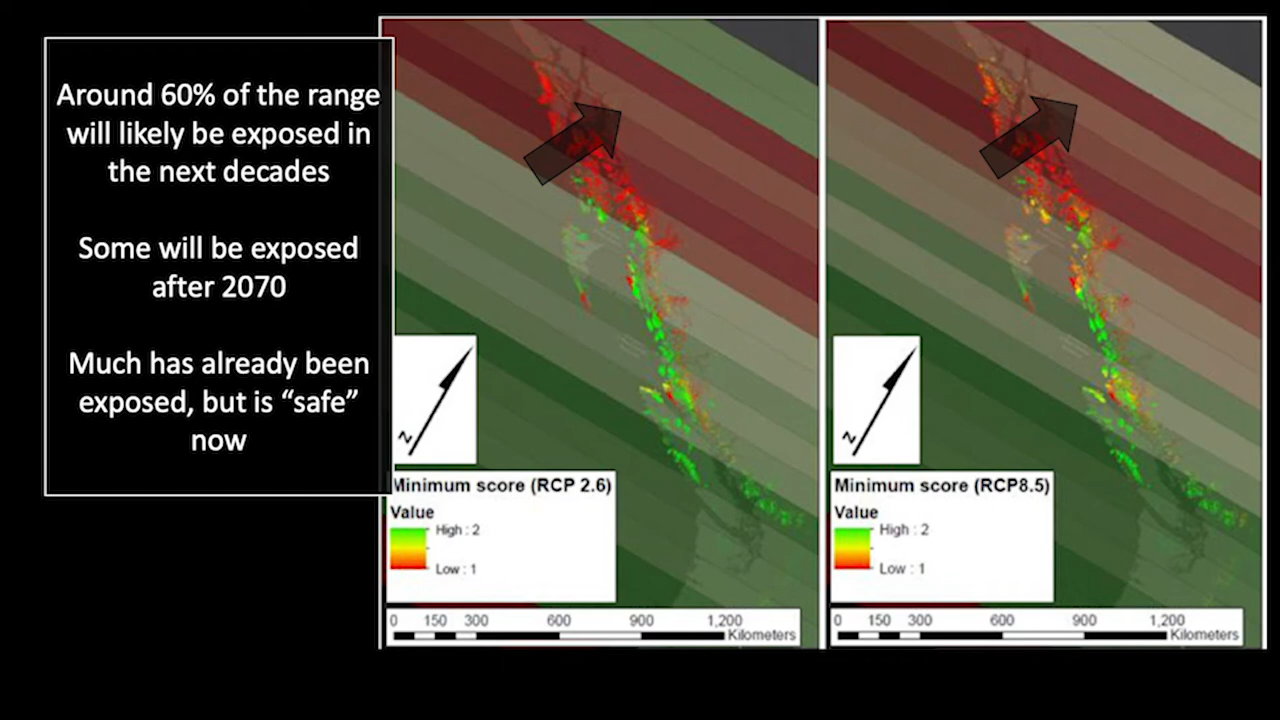 Around 60% of the range
will likely be exposed in
the next decades
Some will be exposed
after 2070
Much has already been
exposed, but is “safe”
now
N
Minimum score (RCP 2.6)
Value
High : 2
Low : 1
0 150 300 600 900 1,200
Kilometers
N
Minimum score (RCP8.5)
Value
High : 2
Low : 1
0 150 300 600 900 1,200
Kilometers